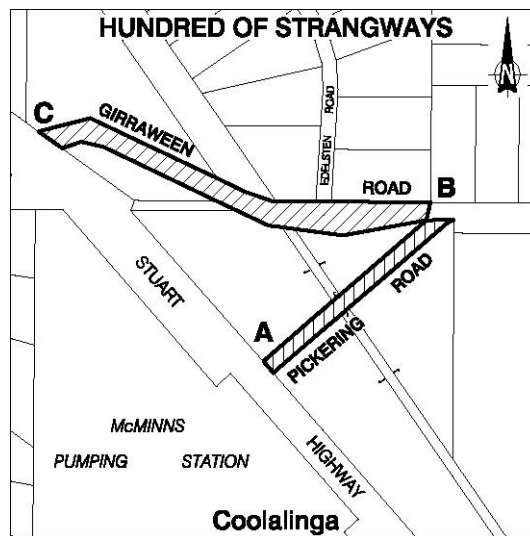 HUNDRED OF STRANGWAYS
N
C
GIRRAWEEN
EDELSTEN ROAD
ROAD
B
STUART
A
ROAD
PICKERING
McMINNS
PUMPING STATION
HIGHWAY
Coolalinga